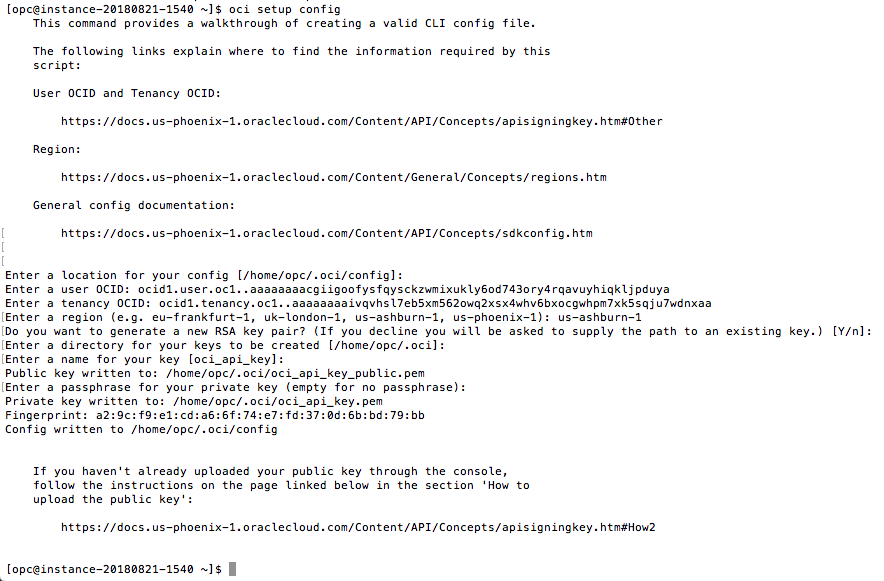 [opc@instance-20180821-1540 ~]$ oci setup config
This command provides a walkthrough of creating a valid CLI config file.
The following links explain where to find the information required by this
script:
User OCID and Tenancy OCID:
https://docs.us-phoenix-1.oraclecloud.com/Content/API/Concepts/apisigningkey.htm#Other
Region:
https://docs.us-phoenix-1.oraclecloud.com/Content/General/Concepts/regions.htm
General config documentation:
https://docs.us-phoenix-1.oraclecloud.com/Content/API/Concepts/sdkconfig.htm
[
[
[
Enter a location for your config [/home/opc/.oci/config]:
Enter a user OCID: ocid1.user.oc1..aaaaaaaacgiigoofysfqysckzwmixukly6od743ory4rqavuyhiqkljpduya
Enter a tenancy OCID: ocid1.tenancy.oc1..aaaaaaaaivqvhsl7eb5xm562owq2xsx4whv6bxocgwhpm7xk5sqju7wdnxaa
[Enter a region (e.g. eu-frankfurt-1, uk-london-1, us-ashburn-1, us-phoenix-1): us-ashburn-1
Do you want to generate a new RSA key pair? (If you decline you will be asked to supply the path to an existing key.) [Y/n]:
[Enter a directory for your keys to be created [/home/opc/.oci]:
[Enter a name for your key [oci_api_key]:
Public key written to: /home/opc/.oci/oci_api_key_public.pem
[Enter a passphrase for your private key (empty for no passphrase):
Private key written to: /home/opc/.oci/oci_api_key.pem
Fingerprint: a2:9c:f9:e1:cd:a6:6f:74:e7:fd:37:0d:6b:bd:79:bb
Config written to /home/opc/.oci/config
If you haven't already uploaded your public key through the console,
follow the instructions on the page linked below in the section 'How to
upload the public key':
https://docs.us-phoenix-1.oraclecloud.com/Content/API/Concepts/apisigningkey.htm#How2
[opc@instance-20180821-1540 ~]$